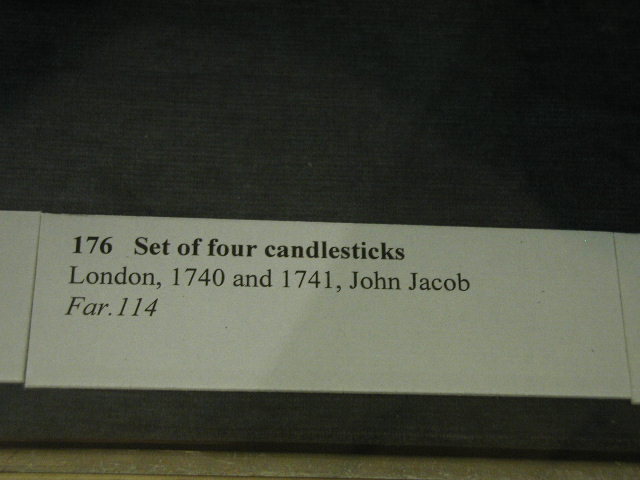 176 Set of four candlesticks
London, 1740 and 1741, John Jacob
Far.114